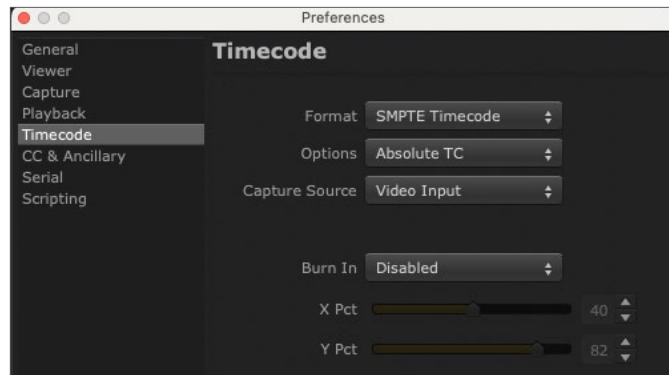 Preferences
General
Viewer
Capture
Playback
Timecode
CC & Ancillary
Serial
Scripting
Timecode
Format SMPTE Timecode
Options Absolute TC
Capture Source Video Input
Burn In Disabled
X Pct 40
Y Pct 82